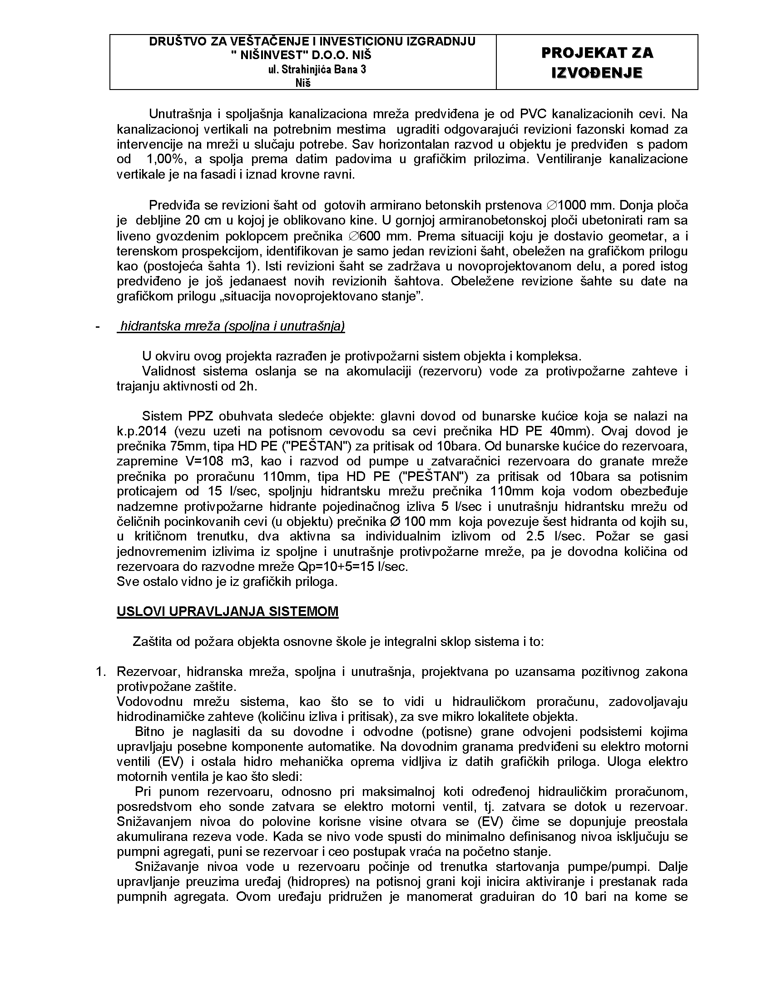 DRUŠTVO ZA VEŠTAČENJE I INVESTICIONU IZGRADNJU
" NIŠINVEST" D.O.O. NIŠ
ul. Strahinjića Bana 3
Niš
PROJEKAT ZA
IZVOĐENJE
Unutrašnja i spoljašnja kanalizaciona mreža predviđena je od PVC kanalizacionih cevi. Na
kanalizacionoj vertikali na potrebnim mestima ugraditi odgovarajući revizioni fazonski komad za
intervencije na mreži u slučaju potrebe. Sav horizontalan razvod u objektu je predviđen s padom
od 1,00%, a spolja prema datim padovima u grafičkim prilozima. Ventiliranje kanalizacione
vertikale je na fasadi i iznad krovne ravni.
Predviđa se revizioni šaht od gotovih armirano betonskih prstenova ∅1000 mm. Donja ploča
je debljine 20 cm u kojoj je oblikovano kine. U gornjoj armiranobetonskoj ploči ubetonirati ram sa
liveno gvozdenim poklopcem prečnika ∅600 mm. Prema situaciji koju je dostavio geometar, a i
terenskom prospekcijom, identifikovan je samo jedan revizioni šaht, obeležen na grafičkom prilogu
kao (postojeća šahta 1). Isti revizioni šaht se zadržava u novoprojektovanom delu, a pored istog
predviđeno je još jedanaest novih revizionih šahtova. Obeležene revizione šahte su date na
grafičkom prilogu „situacija novoprojektovano stanje”.
- hidrantska mreža (spoljna i unutrašnja)
U okviru ovog projekta razrađen je protivpožarni sistem objekta i kompleksa.
Validnost sistema oslanja se na akomulaciji (rezervoru) vode za protivpožarne zahteve i
trajanju aktivnosti od 2h.
Sistem PPZ obuhvata sledeće objekte: glavni dovod od bunarske kućice koja se nalazi na
k.p.2014 (vezu uzeti na potisnom cevovodu sa cevi prečnika HD PE 40mm). Ovaj dovod je
prečnika 75mm, tipa HD PE ("PEŠTAN") za pritisak od 10bara. Od bunarske kućice do rezervoara,
zapremine V=108 m3, kao i razvod od pumpe u zatvaračnici rezervoara do granate mreže
prečnika po proračunu 110mm, tipa HD PE ("PEŠTAN") za pritisak od 10bara sa potisnim
proticajem od 15 l/sec, spoljnju hidrantsku mrežu prečnika 110mm koja vodom obezbeđuje
nadzemne protivpožarne hidrante pojedinačnog izliva 5 l/sec i unutrašnju hidrantsku mrežu od
čeličnih pocinkovanih cevi (u objektu) prečnika Ø 100 mm koja povezuje šest hidranta od kojih su,
u kritičnom trenutku, dva aktivna sa individualnim izlivom od 2.5 l/sec. Požar se gasi
jednovremenim izlivima iz spoljne i unutrašnje protivpožarne mreže, pa je dovodna količina od
rezervoara do razvodne mreže Qp=10+5=15 l/sec.
Sve ostalo vidno je iz grafičkih priloga.
USLOVI UPRAVLJANJA SISTEMOM
Zaštita od požara objekta osnovne škole je integralni sklop sistema i to:
1. Rezervoar, hidranska mreža, spoljna i unutrašnja, projektvana po uzansama pozitivnog zakona
protivpožane zaštite.
Vodovodnu mrežu sistema, kao što se to vidi u hidrauličkom proračunu, zadovoljavaju
hidrodinamičke zahteve (količinu izliva i pritisak), za sve mikro lokalitete objekta.
Bitno je naglasiti da su dovodne i odvodne (potisne) grane odvojeni podsistemi kojima
upravljaju posebne komponente automatike. Na dovodnim granama predviđeni su elektro motorni
ventili (EV) i ostala hidro mehanička oprema vidljiva iz datih grafičkih priloga. Uloga elektro
motornih ventila je kao što sledi:
Pri punom rezervoaru, odnosno pri maksimalnoj koti određenoj hidrauličkim proračunom,
posredstvom eho sonde zatvara se elektro motorni ventil, tj. zatvara se dotok u rezervoar.
Snižavanjem nivoa do polovine korisne visine otvara se (EV) čime se dopunjuje preostala
akumulirana rezeva vode. Kada se nivo vode spusti do minimalno definisanog nivoa isključuju se
pumpni agregati, puni se rezervoar i ceo postupak vraća na početno stanje.
Snižavanje nivoa vode u rezervoaru počinje od trenutka startovanja pumpe/pumpi. Dalje
upravljanje preuzima uređaj (hidropres) na potisnoj grani koji inicira aktiviranje i prestanak rada
pumpnih agregata. Ovom uređaju pridružen je manomerat graduiran do 10 bari na kome se